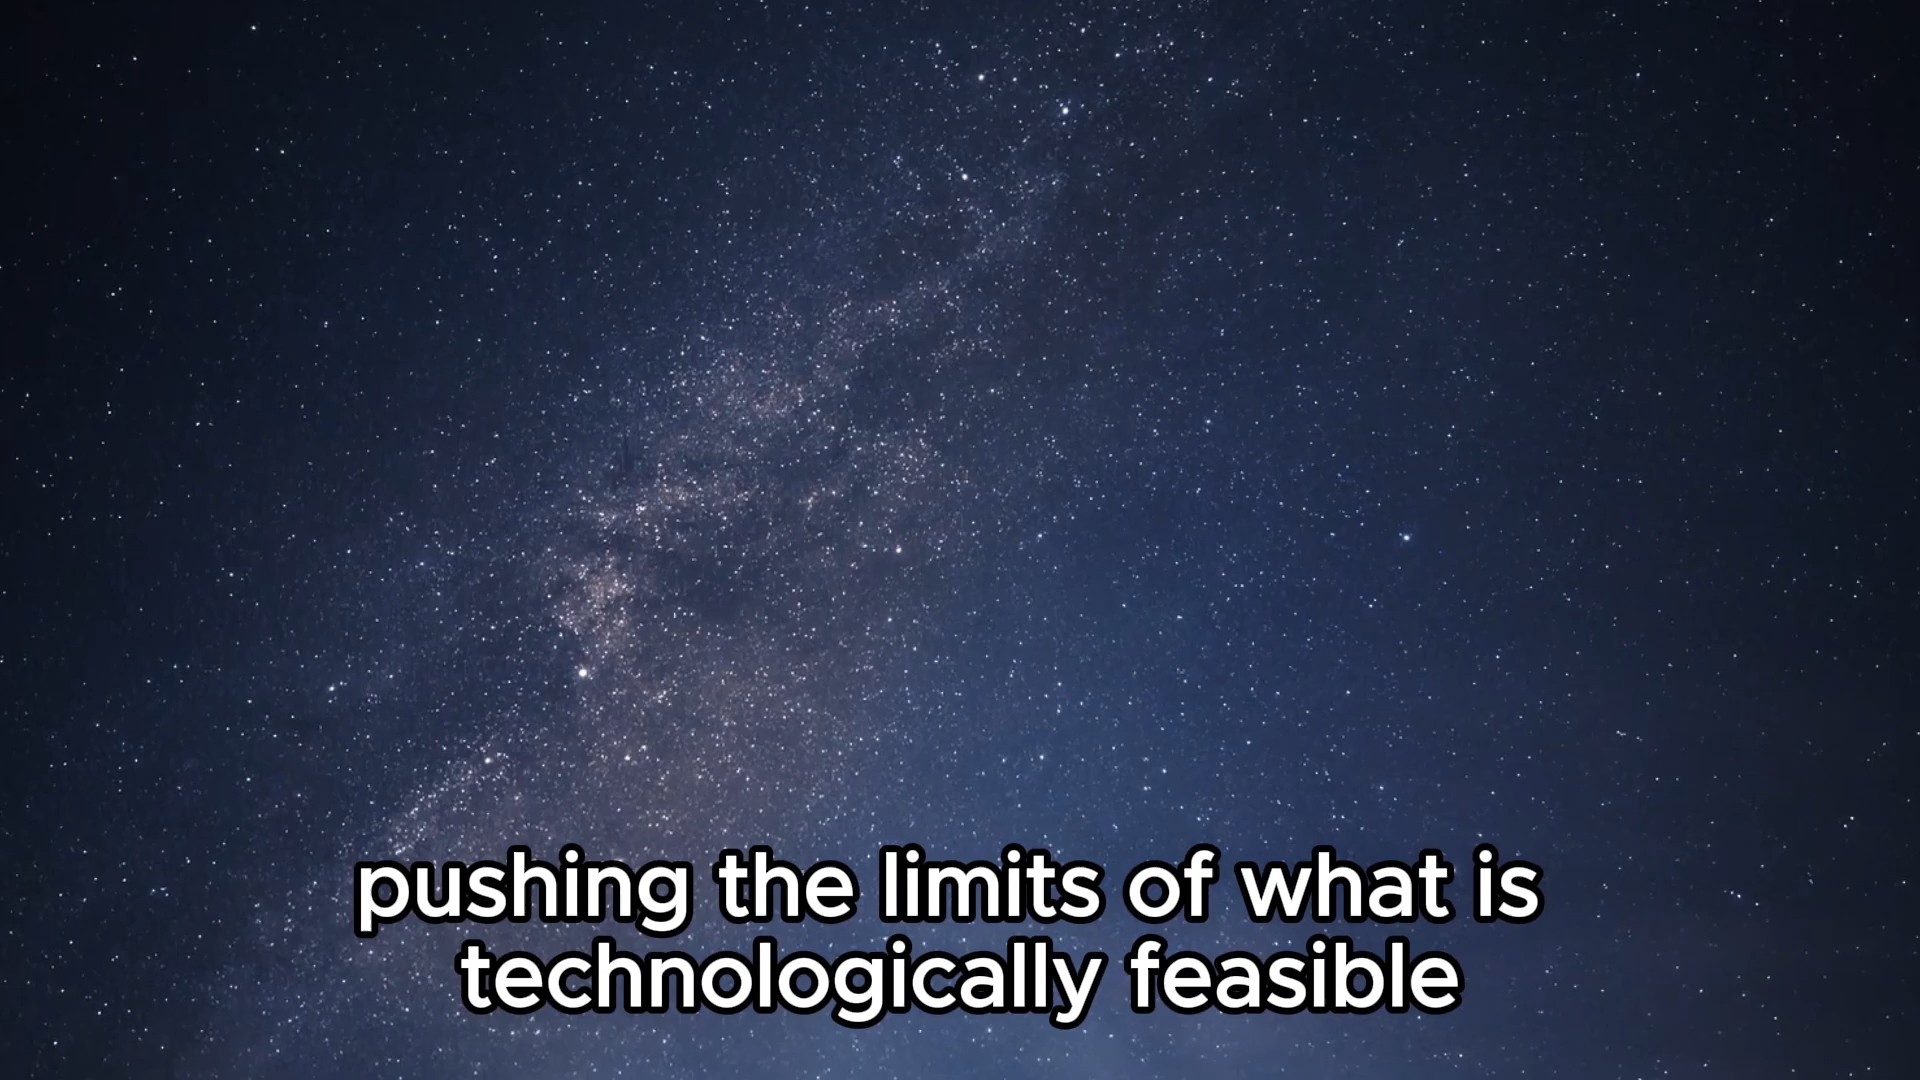 pushing the limits of what is
technologically feasible